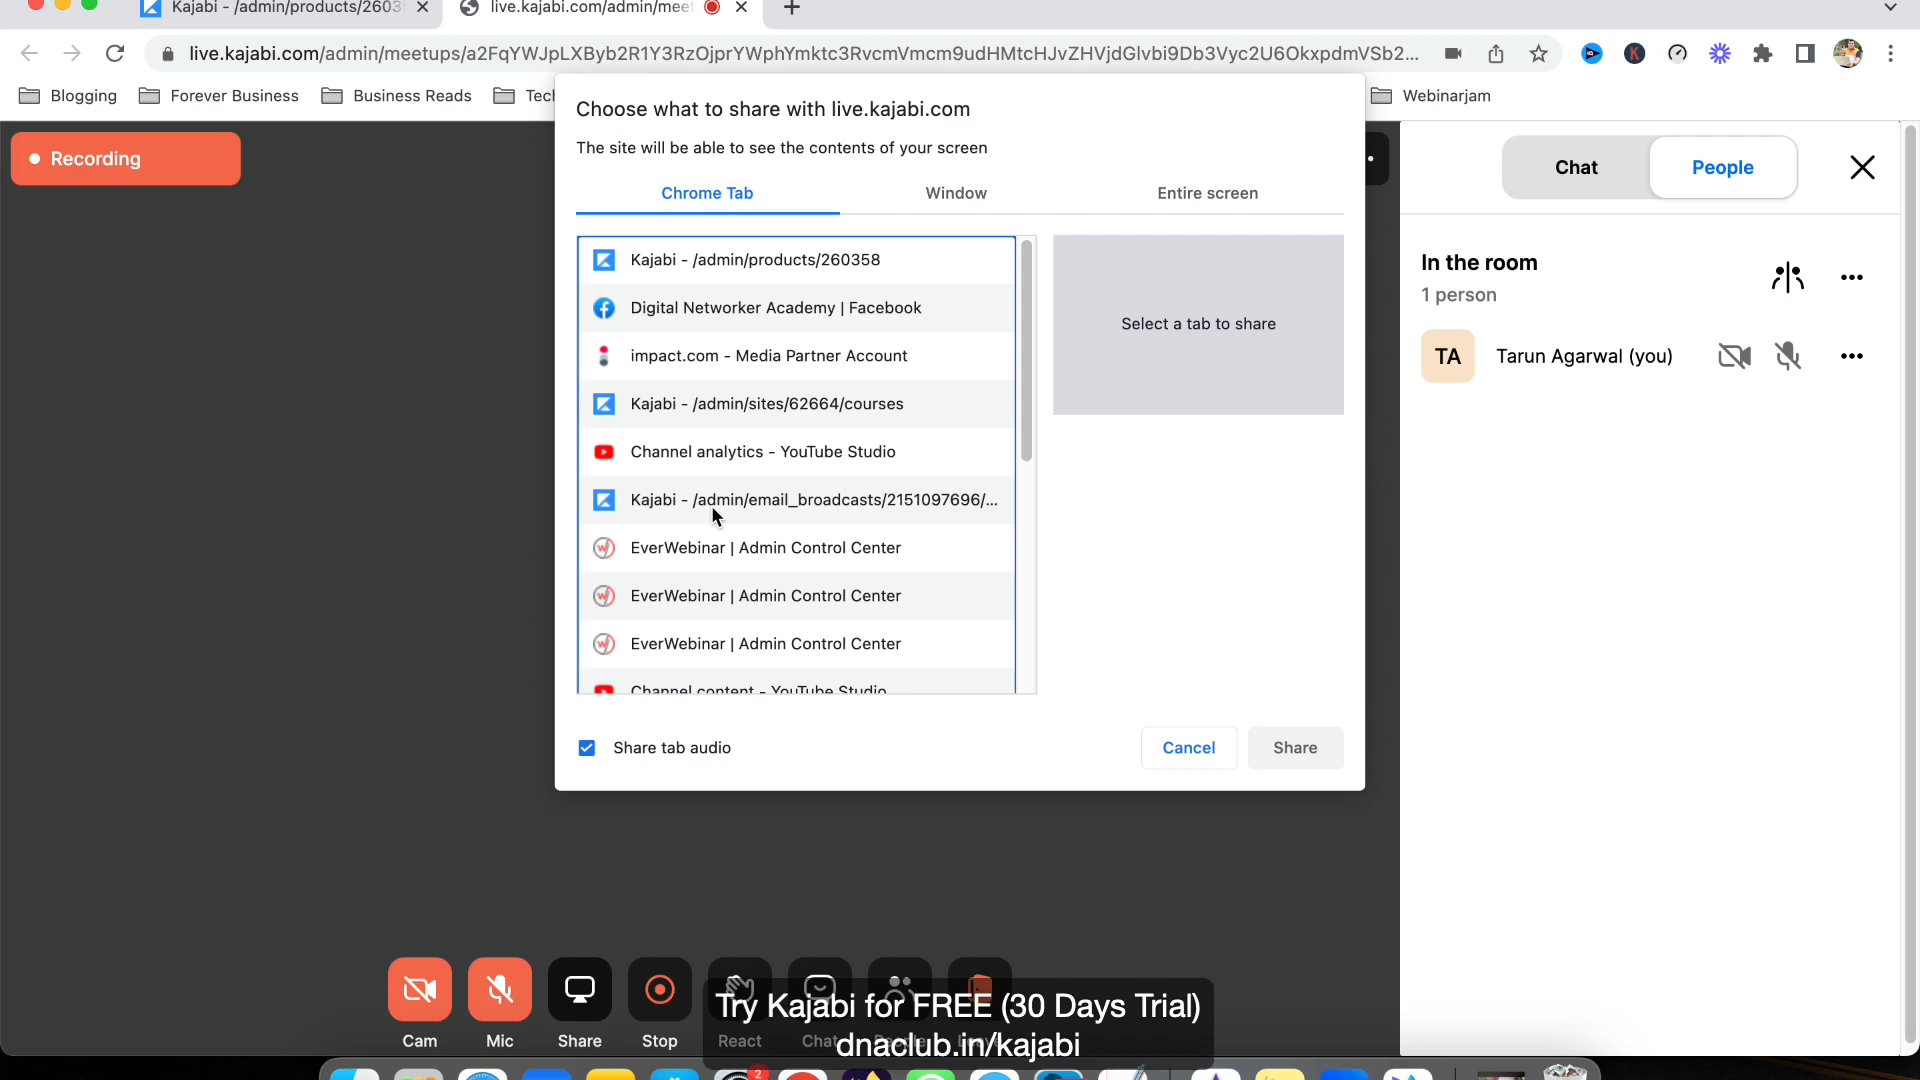 Kajabi - /admin/products/2603
live.kajabi.com/admin/meet
live.kajabi.com/admin/meetups/a2FqYWJpLXByb2R1Y3RzOjprYWphYmktc3RvcmVmcm9udHMtcHJvZHVjdGlvbi9Db3Vyc2U6OkxpdmVSb2...
Blogging
Forever Business
Business Reads
Tech
Webinarjam
Recording
Choose what to share with live.kajabi.com
The site will be able to see the contents of your screen
Chrome Tab
Window
Entire screen
Kajabi - /admin/products/260358
Digital Networker Academy | Facebook
impact.com - Media Partner Account
Kajabi - /admin/sites/62664/courses
Channel analytics - YouTube Studio
Kajabi - /admin/email_broadcasts/2151097696/...
EverWebinar | Admin Control Center
EverWebinar | Admin Control Center
EverWebinar | Admin Control Center
Channel content - YouTube Studio
Select a tab to share
Share tab audio
Cancel
Share
Chat
People
In the room
1 person
TA
Tarun Agarwal (you)
Cam
Mic
Share
Stop
React
Chat
Try Kajabi for FREE (30 Days Trial)
dnaclub.in/kajabi
2